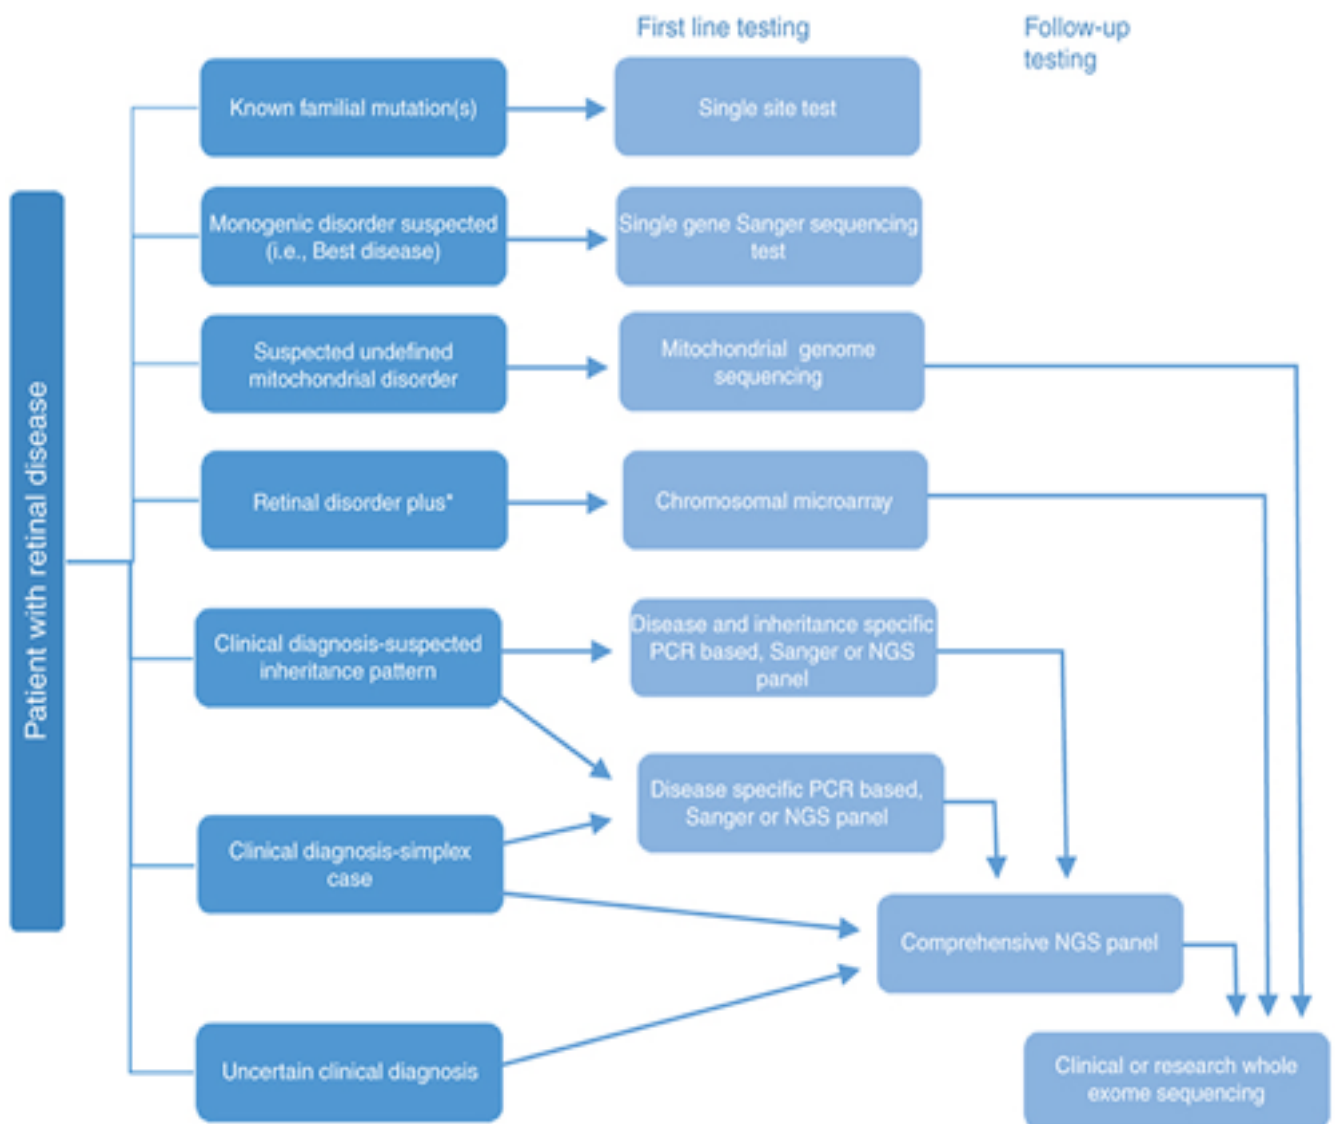 First line testing
Follow-up
testing
Patient with retinal disease
Known familial mutation(s)
Single site test
Monogenic disorder suspected
(i.e., Best disease)
Single gene Sanger sequencing
test
Suspected undefined
mitochondrial disorder
Mitochondrial genome
sequencing
Retinal disorder plus*
Chromosomal microarray
Clinical diagnosis-suspected
inheritance pattern
Disease and inheritance specific
PCR based, Sanger or NGS
panel
Disease specific PCR based,
Sanger or NGS panel
Clinical diagnosis-simplex
case
Comprehensive NGS panel
Uncertain clinical diagnosis
Clinical or research whole
exome sequencing